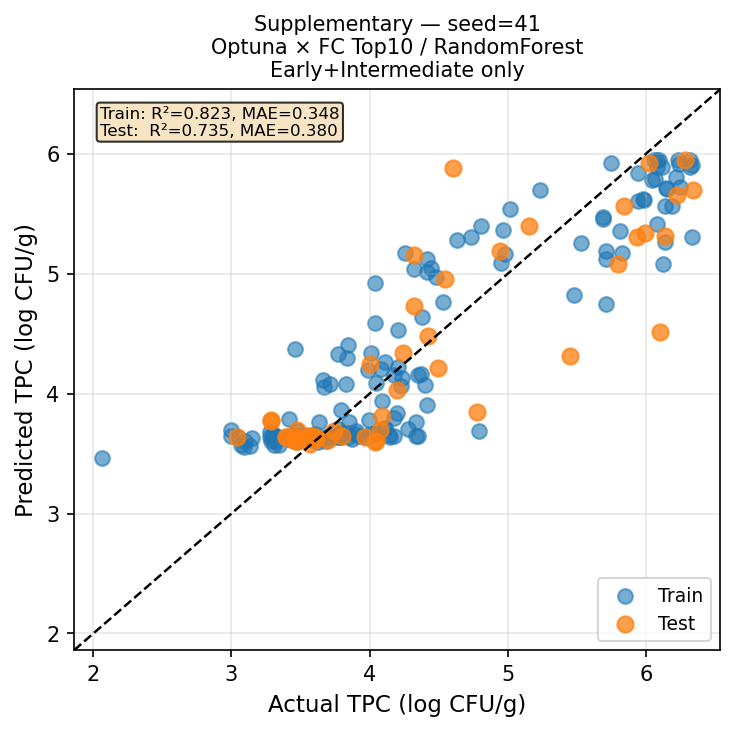 Supplementary — seed=41
Optuna × FC Top10 / RandomForest
Early+Intermediate only
Train: R²=0.823, MAE=0.348
Test: R²=0.735, MAE=0.380
6
5
4
3
2
Predicted TPC (log CFU/g)
Train
Test
2 3 4 5 6
Actual TPC (log CFU/g)